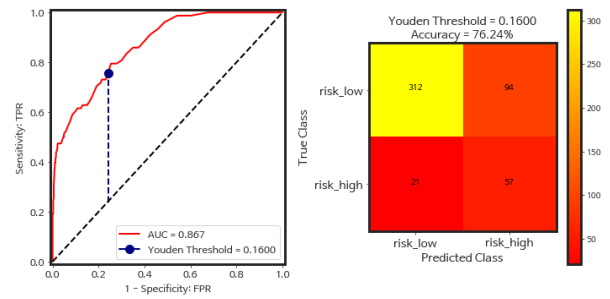 1.0
0.8
0.6
0.4
0.2
0.0
Sensitivity: TPR
0.0
0.2
0.4
0.6
0.8
1.0
1 - Specificity: FPR
AUC = 0.867
Youden Threshold = 0.1600
Youden Threshold = 0.1600
Accuracy = 76.24%
True Class
risk_low
312
94
risk_high
21
57
risk_low
risk_high
Predicted Class
300
250
200
150
100
50